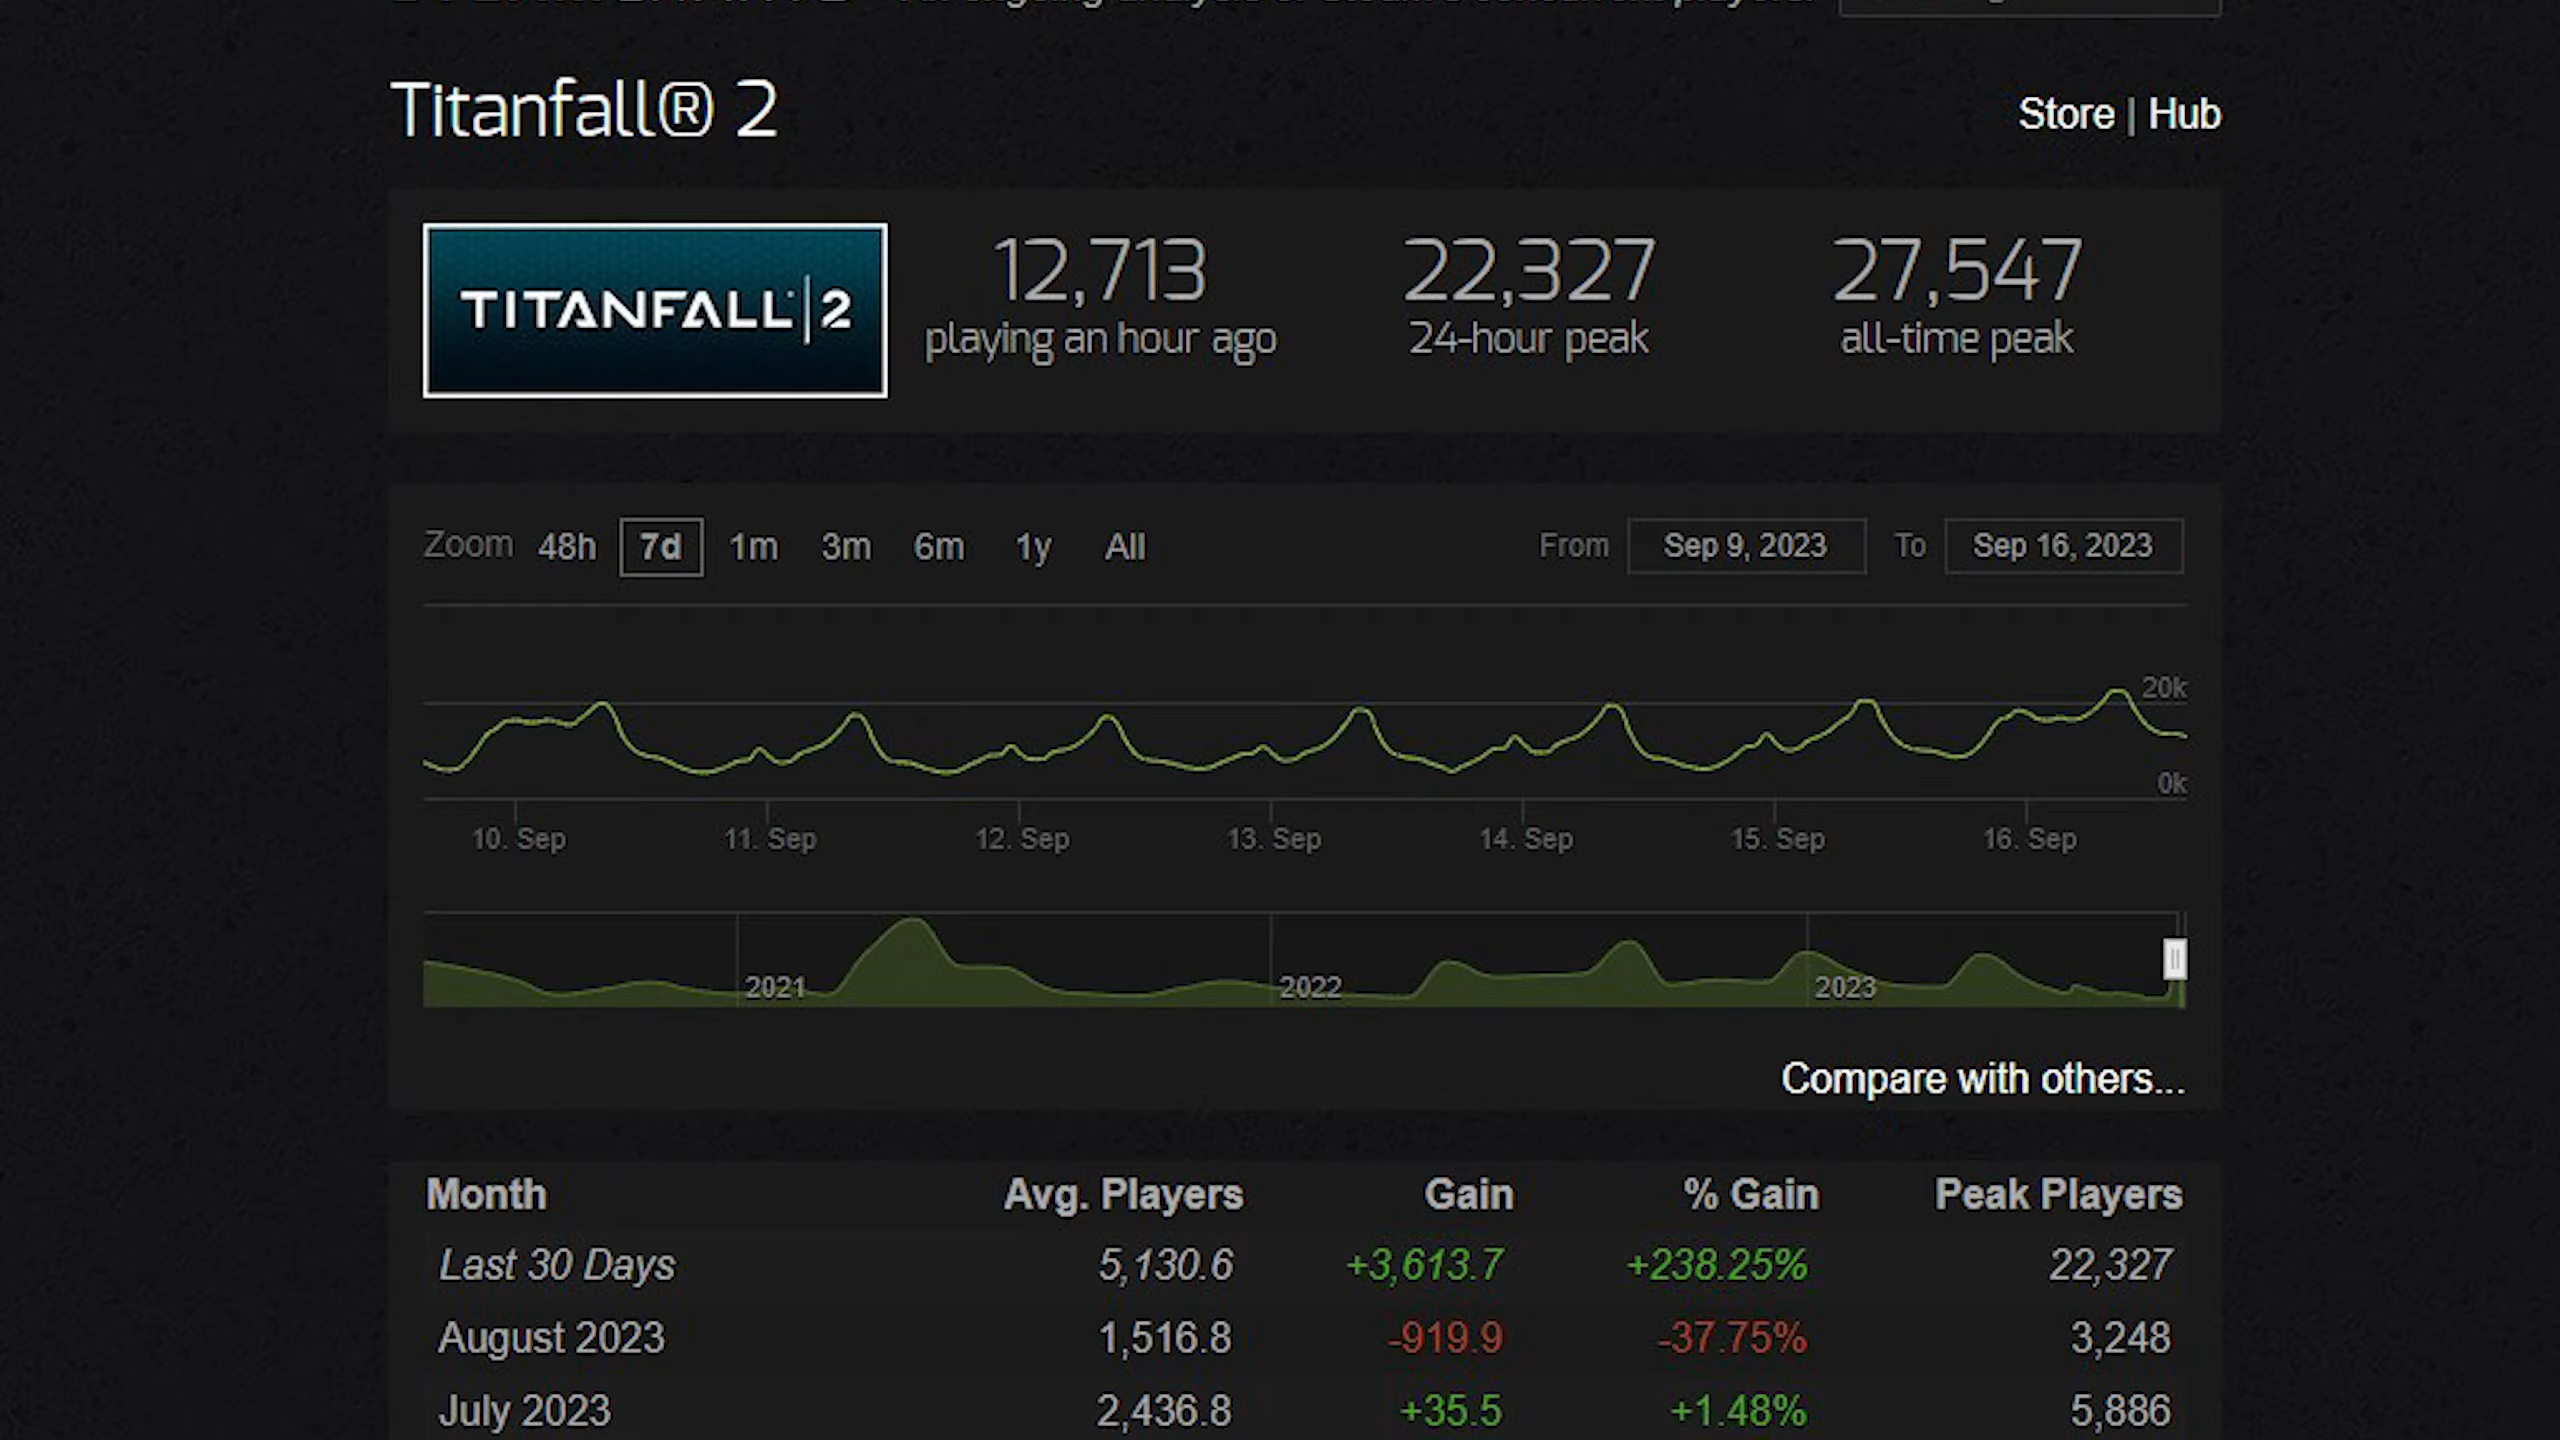 Titanfall® 2
Store | Hub
TITANFALL 2
12,713
playing an hour ago
22,327
24-hour peak
27,547
all-time peak
Zoom 48h 7d 1m 3m 6m 1y All
From Sep 9, 2023 To Sep 16, 2023
20k
0k
10. Sep 11. Sep 12. Sep 13. Sep 14. Sep 15. Sep 16. Sep
2021 2022 2023
Compare with others...
Month Avg. Players Gain % Gain Peak Players
Last 30 Days 5,130.6 +3,613.7 +238.25% 22,327
August 2023 1,516.8 -919.9 -37.75% 3,248
July 2023 2,436.8 +35.5 +1.48% 5,886